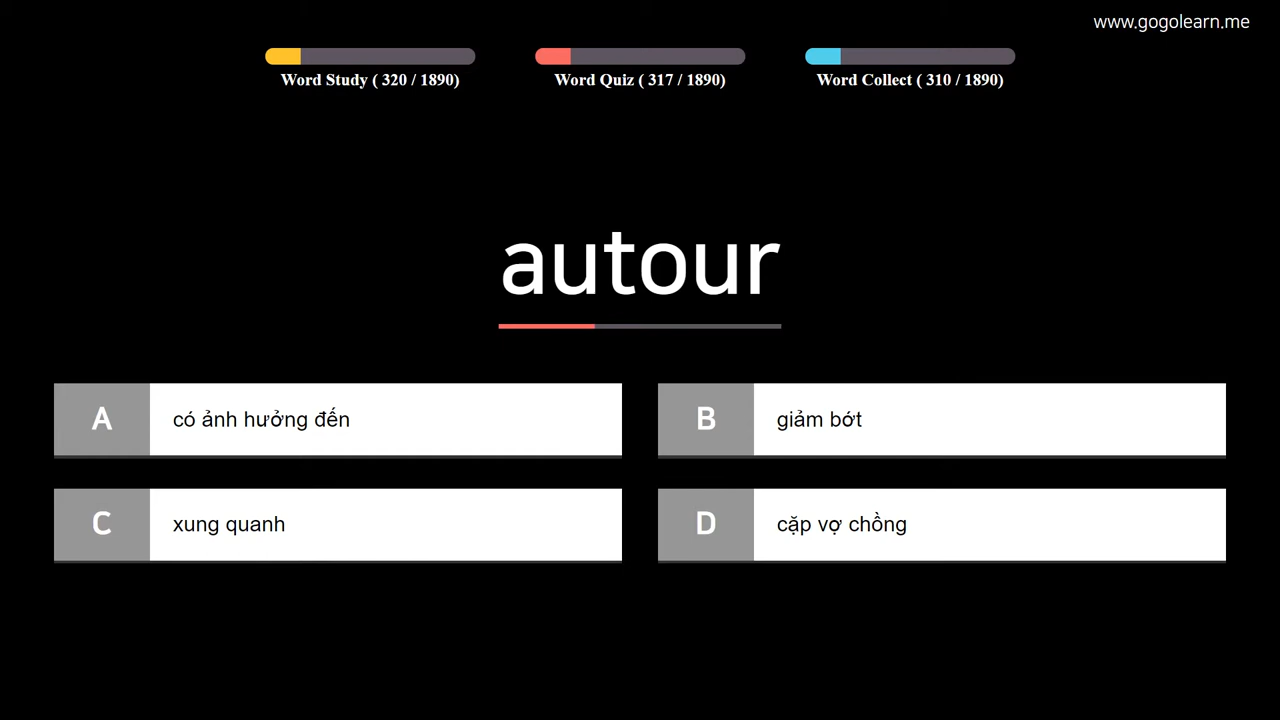 www.gogolearn.me
Word Study ( 320 / 1890)
Word Quiz ( 317 / 1890)
Word Collect ( 310 / 1890)
autour
A có ảnh hưởng đến
B giảm bớt
C xung quanh
D cặp vợ chồng